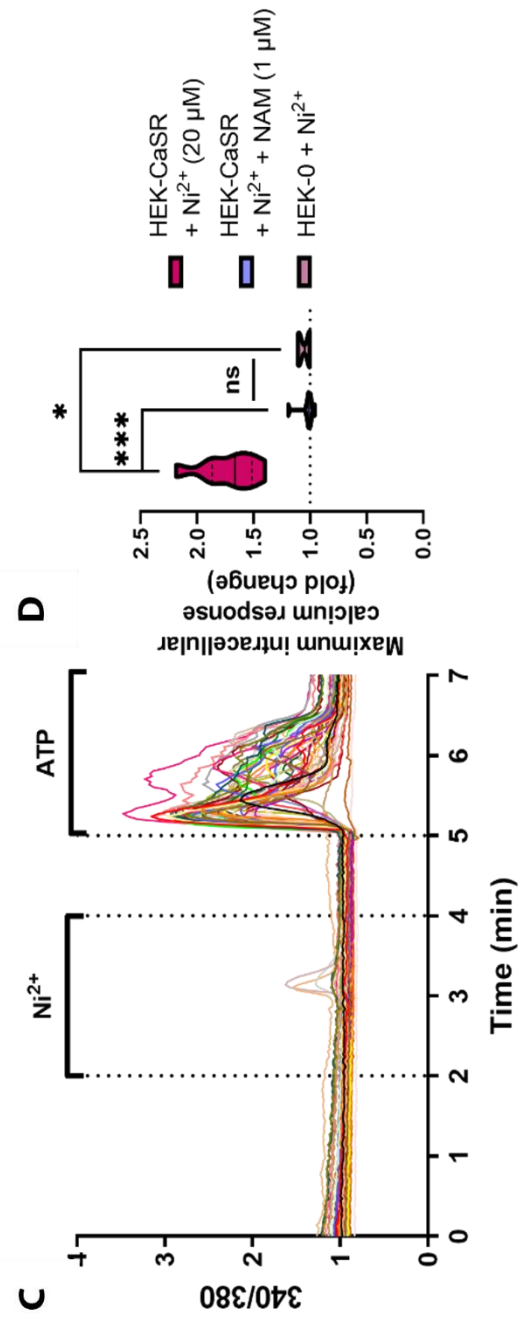 C
Ni²⁺
ATP
340/380
4
3
2
1
0
0
1
2
3
4
5
6
7
Time (min)
D
Maximum intracellular
calcium response
(fold change)
2.5
2.0
1.5
1.0
0.5
0.0
*
***
ns
HEK-CaSR
+ Ni²⁺ (20 µM)
HEK-CaSR
+ Ni²⁺ + NAM (1 µM)
HEK-0 + Ni²⁺